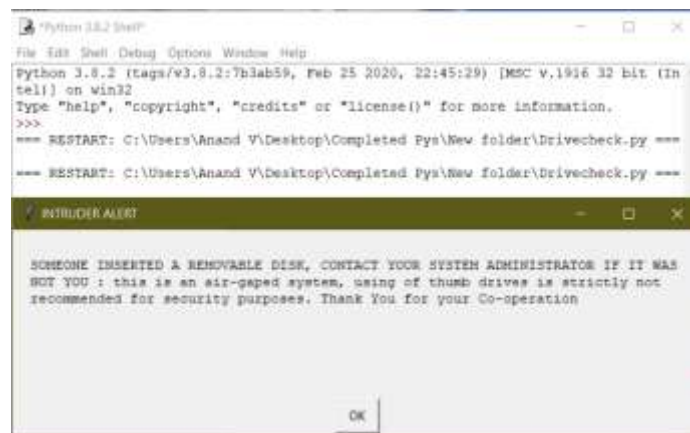 *Python 3.8.2 Shell*
File Edit Shell Debug Options Window Help
Python 3.8.2 (tags/v3.8.2:7b3ab59, Feb 25 2020, 22:45:29) [MSC v.1916 32 bit (In
tel)] on win32
Type "help", "copyright", "credits" or "license()" for more information.
>>>
=== RESTART: C:\Users\Anand V\Desktop\Completed Pys\New folder\Drivecheck.py ===
=== RESTART: C:\Users\Anand V\Desktop\Completed Pys\New folder\Drivecheck.py ===
INTRUDER ALERT
SOMEONE INSERTED A REMOVABLE DISK, CONTACT YOUR SYSTEM ADMINISTRATOR IF IT WAS
NOT YOU : this is an air-gaped system, using of thumb drives is strictly not
recommended for security purposes. Thank You for your Co-operation
OK